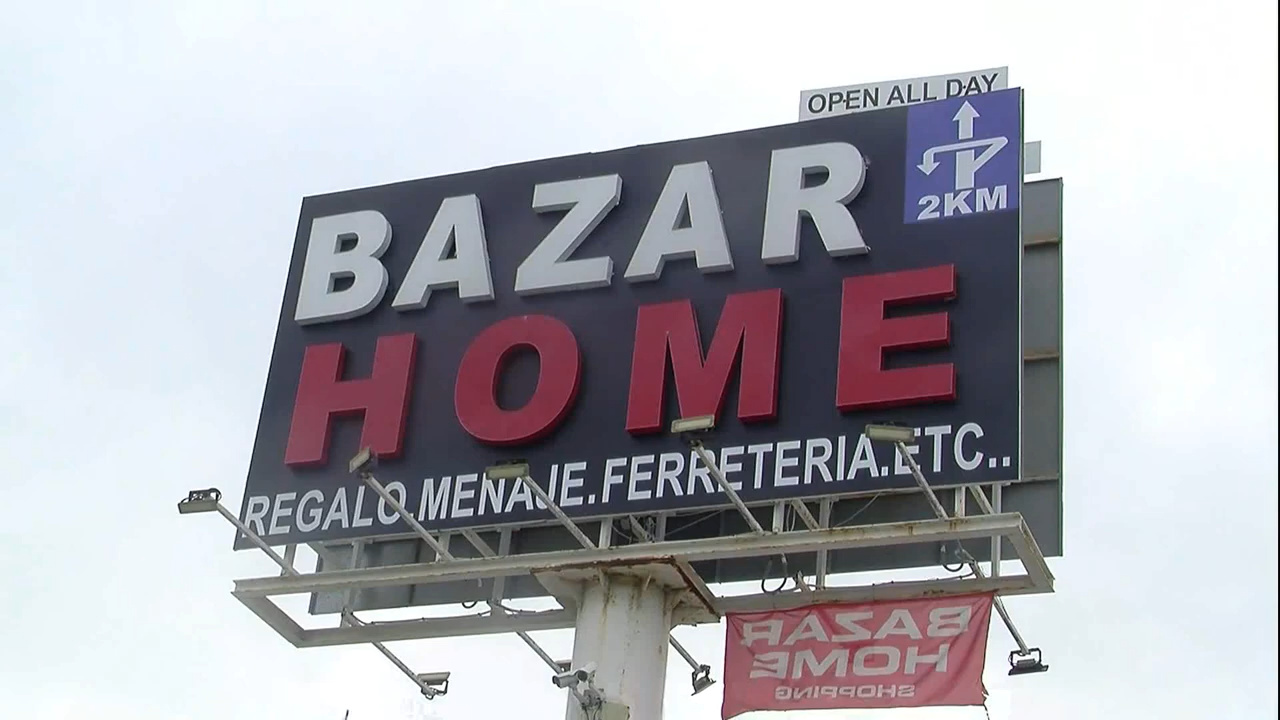 OPEN ALL DAY
2KM
BAZAR
HOME
REGALO.MENAJE.FERRETERIA.ETC..
BAZAR
HOME
SHOPPING